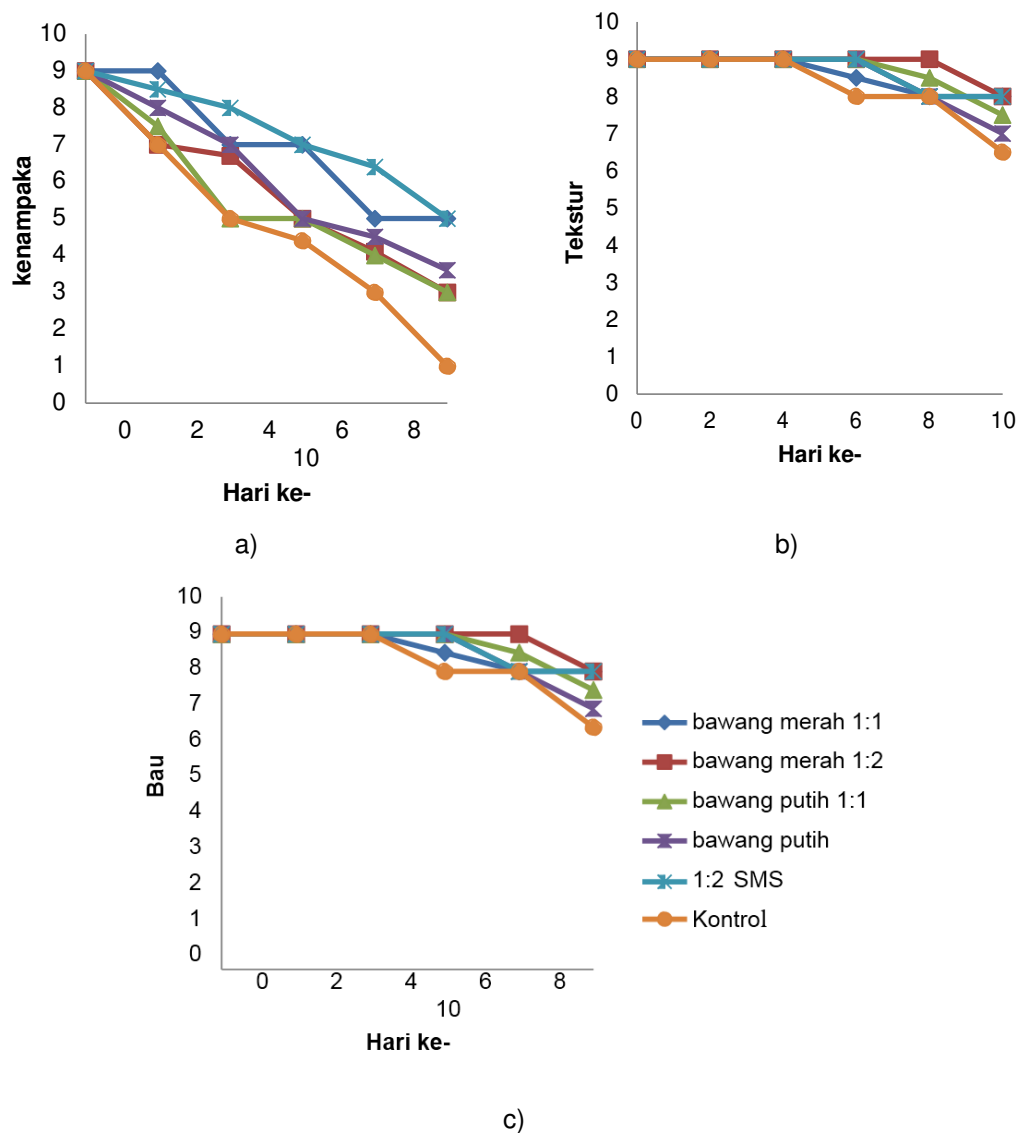 10
9
8
7
6
5
4
3
2
1
0
kenampaka
0 2 4 6 8
10
Hari ke-
a)
10
9
8
7
6
5
4
3
2
1
0
Tekstur
0 2 4 6 8 10
Hari ke-
b)
10
9
8
7
6
5
4
3
2
1
0
Bau
0 2 4 6 8
10
Hari ke-
bawang merah 1:1
bawang merah 1:2
bawang putih 1:1
bawang putih
1:2 SMS
Kontrol
c)